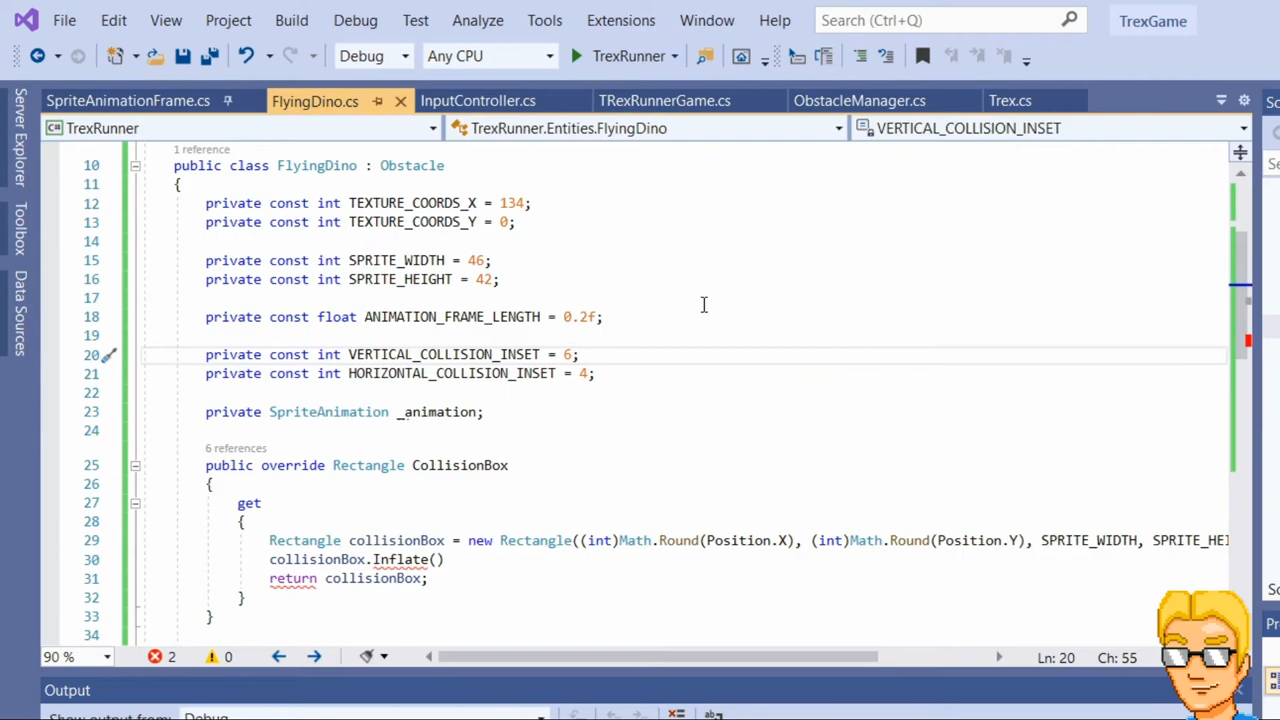 File Edit View Project Build Debug Test Analyze Tools Extensions Window Help Search (Ctrl+Q) TrexGame
Debug Any CPU TrexRunner
SpriteAnimationFrame.cs FlyingDino.cs InputController.cs TRexRunnerGame.cs ObstacleManager.cs Trex.cs
TrexRunner TrexRunner.Entities.FlyingDino VERTICAL_COLLISION_INSET
Server Explorer
Toolbox
Data Sources
1 reference
10 public class FlyingDino : Obstacle
11 {
12 private const int TEXTURE_COORDS_X = 134;
13 private const int TEXTURE_COORDS_Y = 0;
14
15 private const int SPRITE_WIDTH = 46;
16 private const int SPRITE_HEIGHT = 42;
17
18 private const float ANIMATION_FRAME_LENGTH = 0.2f;
19
20 private const int VERTICAL_COLLISION_INSET = 6;
21 private const int HORIZONTAL_COLLISION_INSET = 4;
22
23 private SpriteAnimation _animation;
24
6 references
25 public override Rectangle CollisionBox
26 {
27 get
28 {
29 Rectangle collisionBox = new Rectangle((int)Math.Round(Position.X), (int)Math.Round(Position.Y), SPRITE_WIDTH, SPRITE_HEI
30 collisionBox.Inflate()
31 return collisionBox;
32 }
33 }
34
90 % 2 0 Ln: 20 Ch: 55
Output
Show output from: Debug